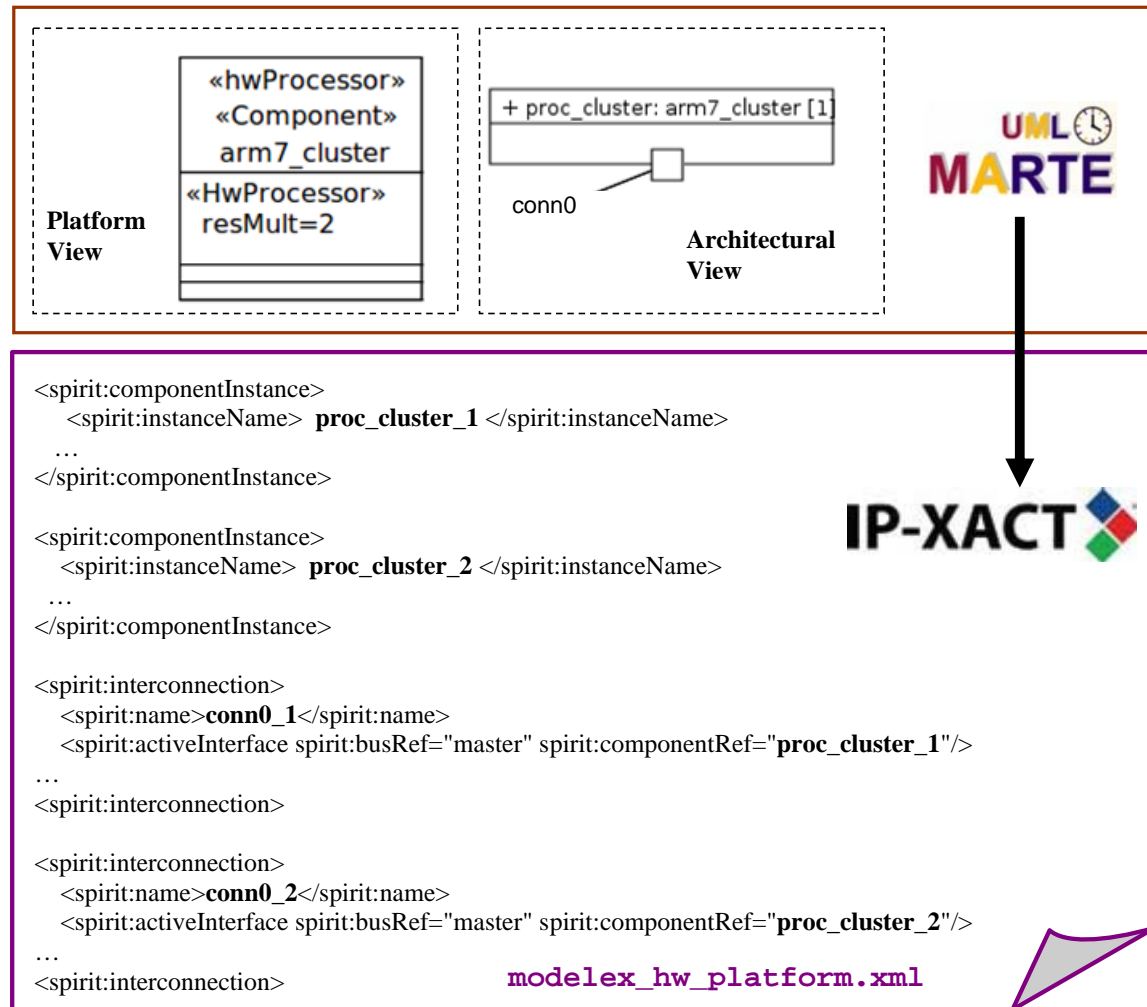 «hwProcessor»
«Component»
arm7_cluster
«HwProcessor»
resMult=2
Platform
View
+ proc_cluster: arm7_cluster [1]
conn0
Architectural
View
UML
MARTE
<spirit:componentInstance>
<spirit:instanceName> proc_cluster_1 </spirit:instanceName>
…
</spirit:componentInstance>
IP-XACT
<spirit:componentInstance>
<spirit:instanceName> proc_cluster_2 </spirit:instanceName>
…
</spirit:componentInstance>
<spirit:interconnection>
<spirit:name>conn0_1</spirit:name>
<spirit:activeInterface spirit:busRef="master" spirit:componentRef="proc_cluster_1"/>
…
<spirit:interconnection>
<spirit:interconnection>
<spirit:name>conn0_2</spirit:name>
<spirit:activeInterface spirit:busRef="master" spirit:componentRef="proc_cluster_2"/>
…
<spirit:interconnection>
modelex_hw_platform.xml